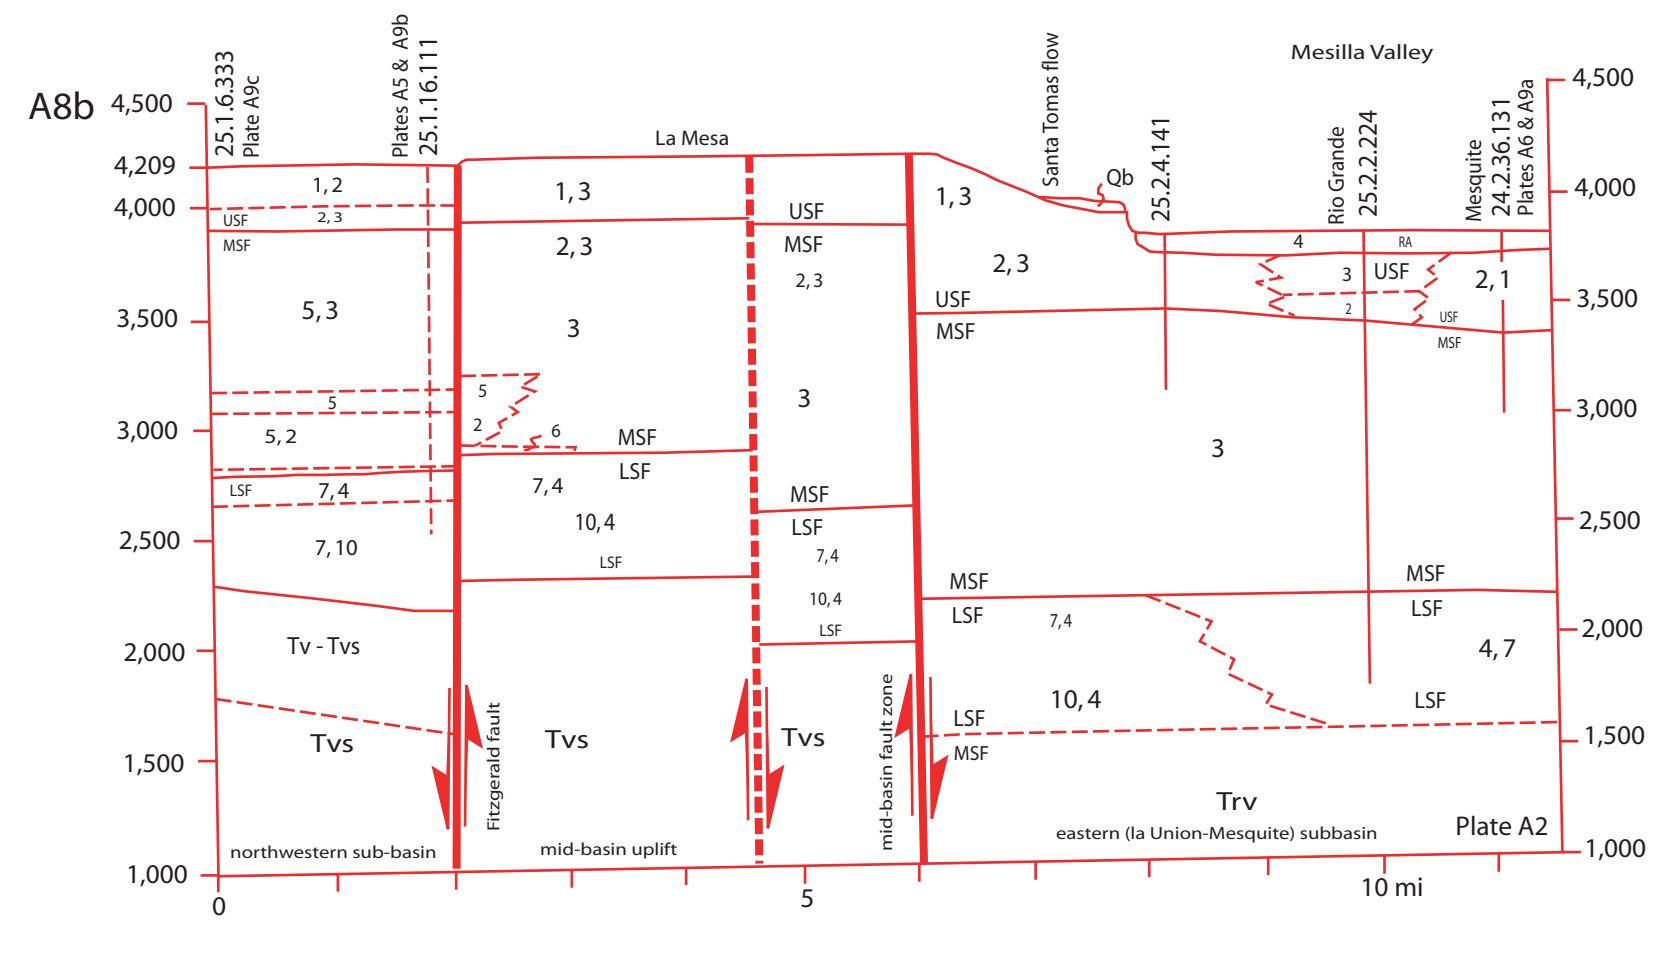 A8b
4,500
4,209
4,000
3,500
3,000
2,500
2,000
1,500
1,000
25.1.6.333
Plate A9c
Plates A5 & A9b
25.1.16.111
La Mesa
Santa Tomas flow
Qb
25.2.4.141
Rio Grande
25.2.2.224
Mesilla Valley
Mesquite
24.2.36.131
Plates A6 & A9a
4,500
4,000
3,500
3,000
2,500
2,000
1,500
1,000
1, 2
2, 3
USF
MSF
5, 3
5
5, 2
LSF
7, 4
7, 10
Tv - Tvs
Tvs
northwestern sub-basin
Fitzgerald fault
1, 3
2, 3
3
5
2
6
MSF
LSF
7, 4
10, 4
LSF
Tvs
mid-basin uplift
USF
MSF
2, 3
3
MSF
LSF
7, 4
10, 4
LSF
Tvs
mid-basin fault zone
1, 3
2, 3
USF
MSF
4
RA
3
USF
2
2, 1
USF
MSF
3
MSF
LSF
7, 4
10, 4
LSF
MSF
MSF
LSF
4, 7
LSF
Trv
eastern (la Union-Mesquite) subbasin
Plate A2
0
5
10 mi